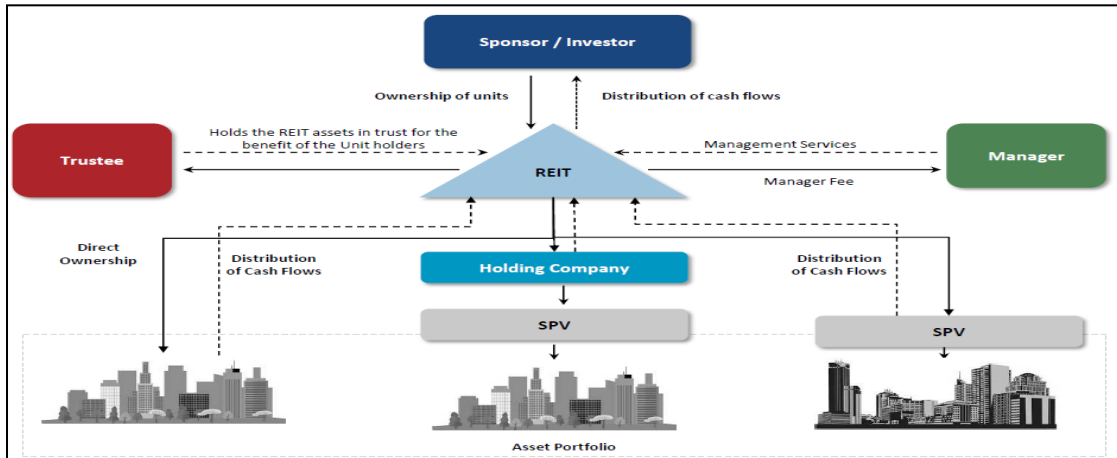 Sponsor / Investor
Ownership of units
Distribution of cash flows
Trustee
Holds the REIT assets in trust for the
benefit of the Unit holders
REIT
Management Services
Manager Fee
Manager
Direct
Ownership
Distribution
of Cash Flows
Holding Company
Distribution
of Cash Flows
SPV
SPV
Asset Portfolio